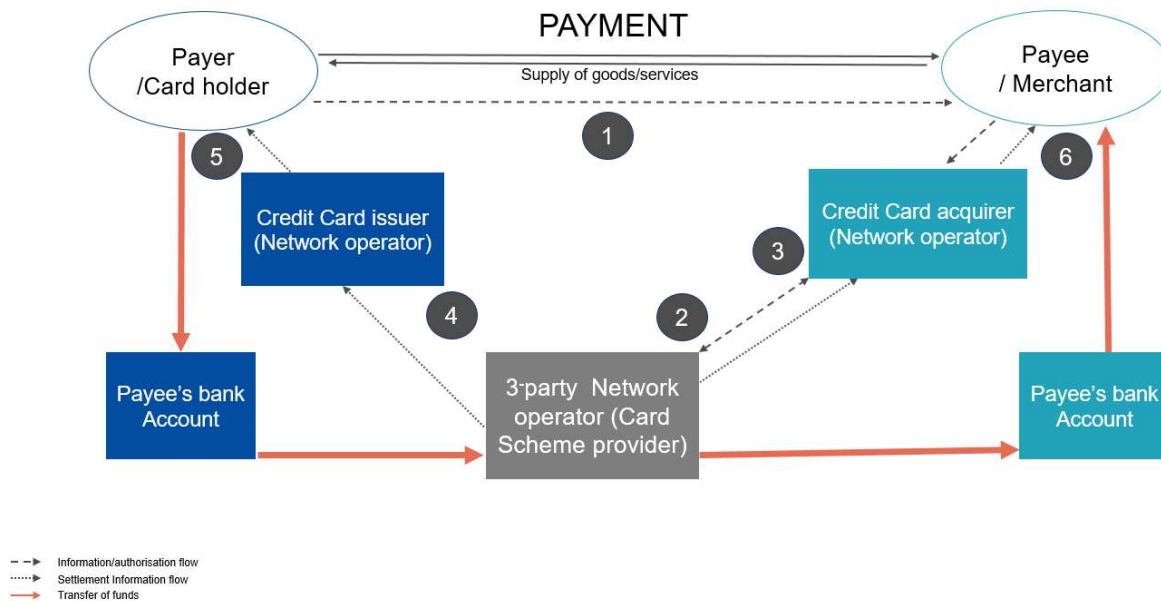 PAYMENT
Payer
/Card holder
Supply of goods/services
Payee
/ Merchant
1
5
6
Credit Card issuer
(Network operator)
Credit Card acquirer
(Network operator)
3
4
2
Payee's bank
Account
3-party Network
operator (Card
Scheme provider)
Payee's bank
Account
Information/authorisation flow
Settlement Information flow
Transfer of funds